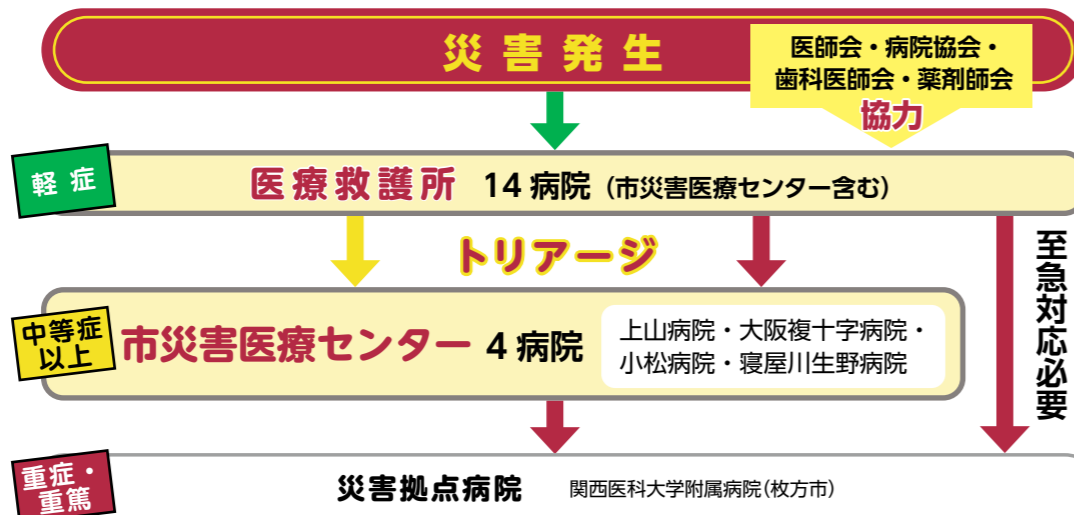 災害発生
医師会・病院協会・
歯科医師会・薬剤師会
協力
軽症
医療救護所 14病院（市災害医療センター含む）
トリアージ
至急対応必要
中等症
以上
市災害医療センター 4病院
上山病院・大阪複十字病院・
小松病院・寝屋川生野病院
重症・
重篤
災害拠点病院 関西医科大学附属病院（枚方市）